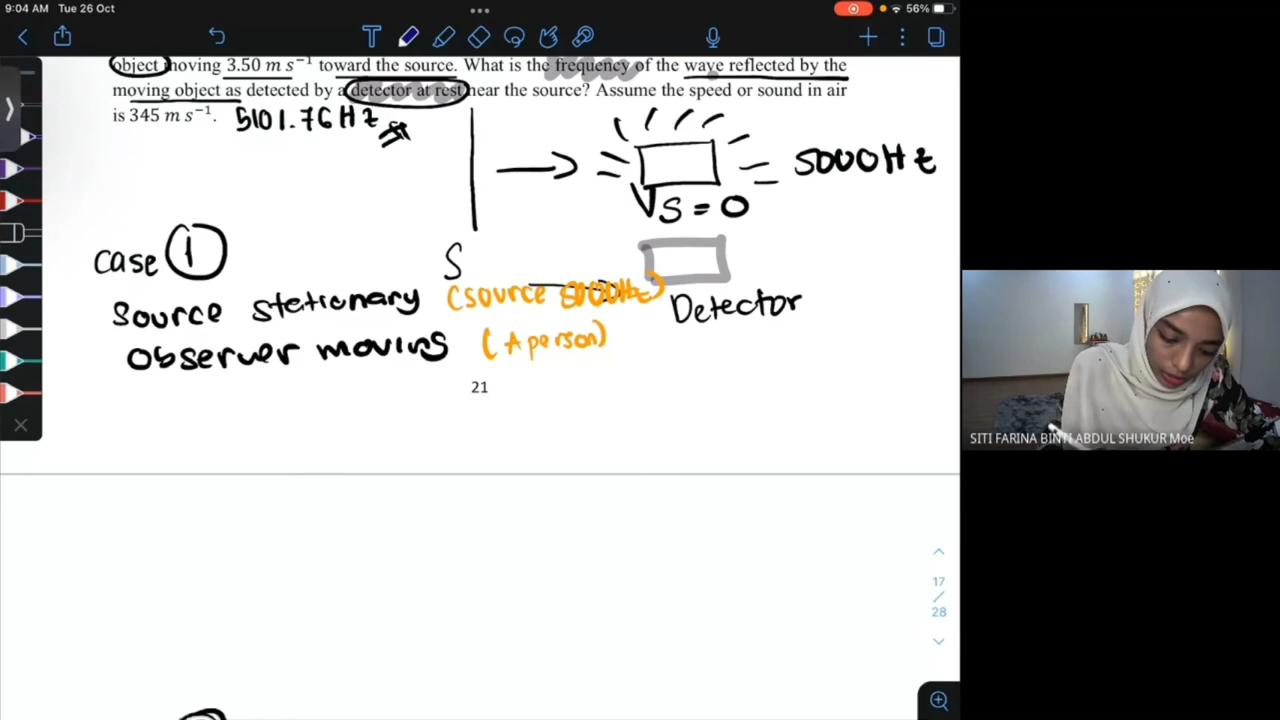 9:04 AM Tue 26 Oct
56%
object moving 3.50 m s⁻¹ toward the source. What is the frequency of the wave reflected by the
moving object as detected by a detector at rest near the source? Assume the speed or sound in air
is 345 m s⁻¹. 5101.76HZ
5000HZ
VS = 0
case 1
S
Source stationary (source 5000Hz)
Detector
observer moving (A person)
21
SITI FARINA BINTI ABDUL SHUKUR Moe
17
/
28